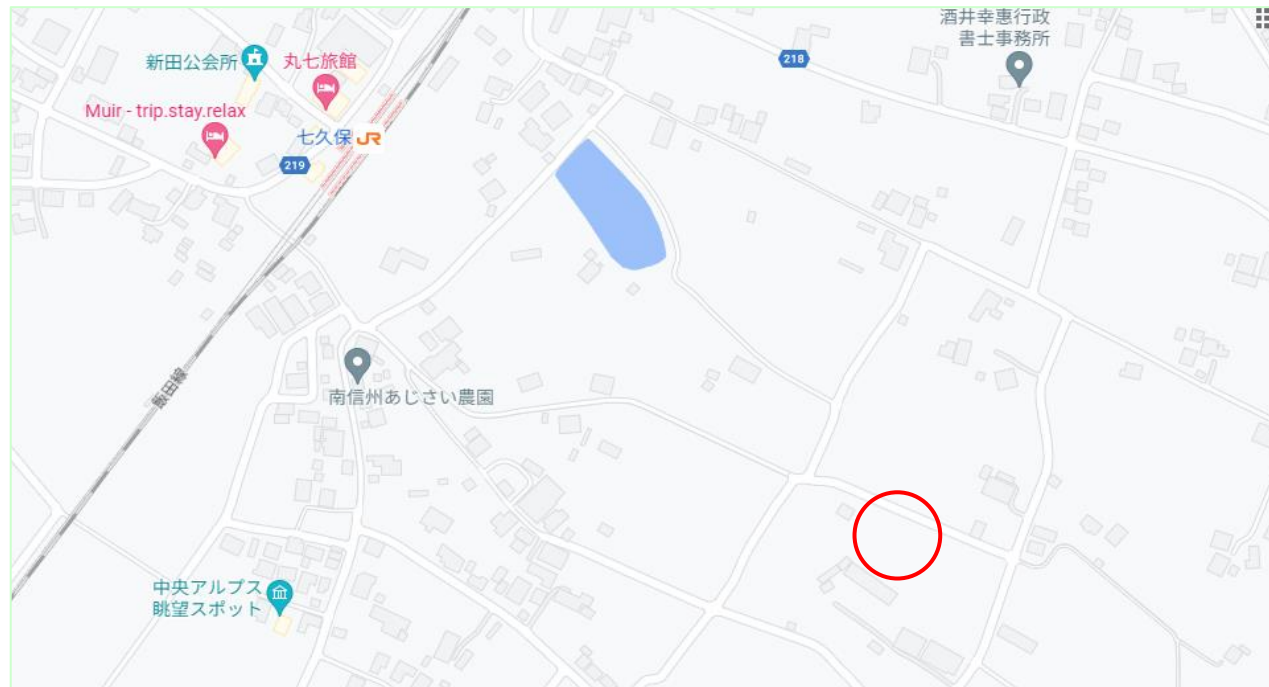 酒井幸惠行政
書士事務所
218
新田公会所
丸七旅館
Muir - trip.stay.relax
七久保 JR
219
飯田線
南信州あじさい農園
中央アルプス
眺望スポット